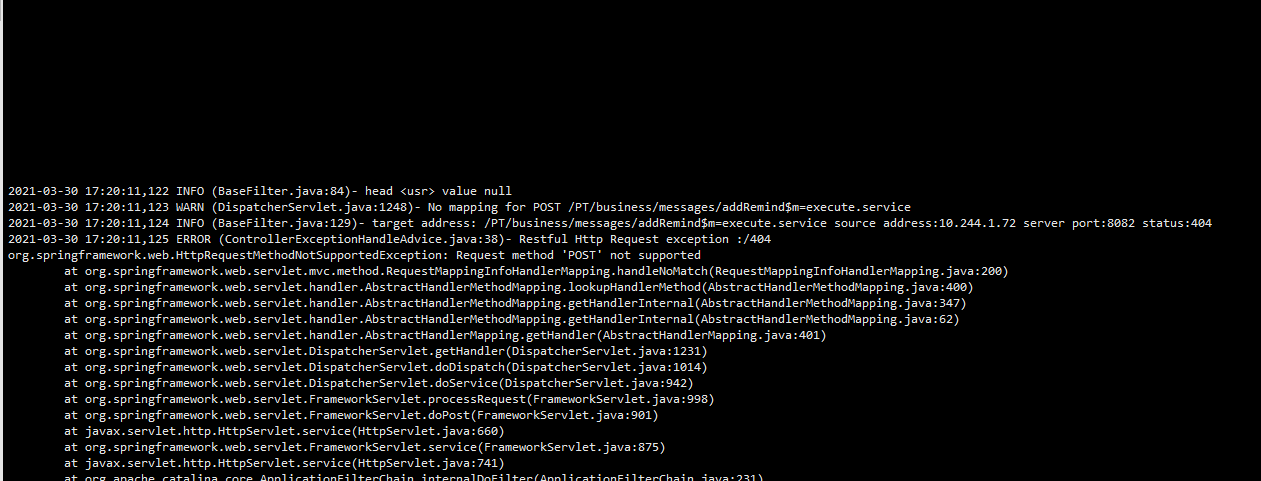 2021-03-30 17:20:11,122 INFO (BaseFilter.java:84)- head <usr> value null
2021-03-30 17:20:11,123 WARN (DispatcherServlet.java:1248)- No mapping for POST /PT/business/messages/addRemind$m=execute.service
2021-03-30 17:20:11,124 INFO (BaseFilter.java:129)- target address: /PT/business/messages/addRemind$m=execute.service source address:10.244.1.72 server port:8082 status:404
2021-03-30 17:20:11,125 ERROR (ControllerExceptionHandleAdvice.java:38)- Restful Http Request exception :/404
org.springframework.web.HttpRequestMethodNotSupportedException: Request method 'POST' not supported
at org.springframework.web.servlet.mvc.method.RequestMappingInfoHandlerMapping.handleNoMatch(RequestMappingInfoHandlerMapping.java:200)
at org.springframework.web.servlet.handler.AbstractHandlerMethodMapping.lookupHandlerMethod(AbstractHandlerMethodMapping.java:400)
at org.springframework.web.servlet.handler.AbstractHandlerMethodMapping.getHandlerInternal(AbstractHandlerMethodMapping.java:347)
at org.springframework.web.servlet.handler.AbstractHandlerMethodMapping.getHandlerInternal(AbstractHandlerMethodMapping.java:62)
at org.springframework.web.servlet.handler.AbstractHandlerMapping.getHandler(AbstractHandlerMapping.java:401)
at org.springframework.web.servlet.DispatcherServlet.getHandler(DispatcherServlet.java:1231)
at org.springframework.web.servlet.DispatcherServlet.doDispatch(DispatcherServlet.java:1014)
at org.springframework.web.servlet.DispatcherServlet.doService(DispatcherServlet.java:942)
at org.springframework.web.servlet.FrameworkServlet.processRequest(FrameworkServlet.java:998)
at org.springframework.web.servlet.FrameworkServlet.doPost(FrameworkServlet.java:901)
at javax.servlet.http.HttpServlet.service(HttpServlet.java:660)
at org.springframework.web.servlet.FrameworkServlet.service(FrameworkServlet.java:875)
at javax.servlet.http.HttpServlet.service(HttpServlet.java:741)
at org.apache.catalina.core.ApplicationFilterChain.internalDoFilter(ApplicationFilterChain.java:231)